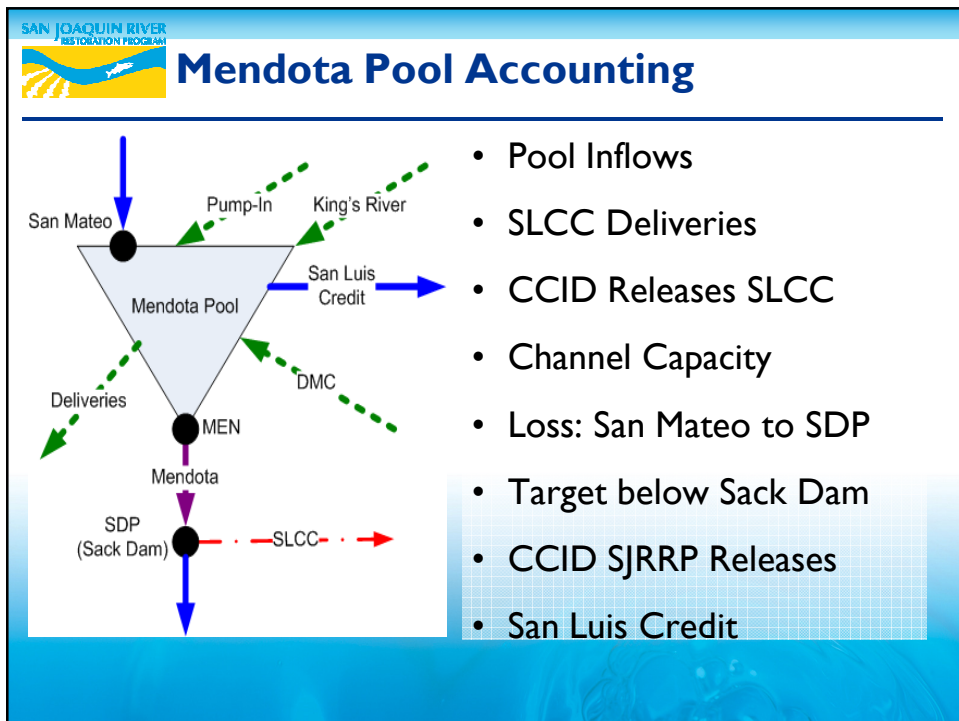 SAN JOAQUIN RIVER
RESTORATION PROGRAM
Mendota Pool Accounting
San Mateo
Pump-In
King's River
Mendota Pool
San Luis
Credit
Deliveries
DMC
MEN
Mendota
SDP
(Sack Dam)
SLCC
• Pool Inflows
• SLCC Deliveries
• CCID Releases SLCC
• Channel Capacity
• Loss: San Mateo to SDP
• Target below Sack Dam
• CCID SJRRP Releases
• San Luis Credit